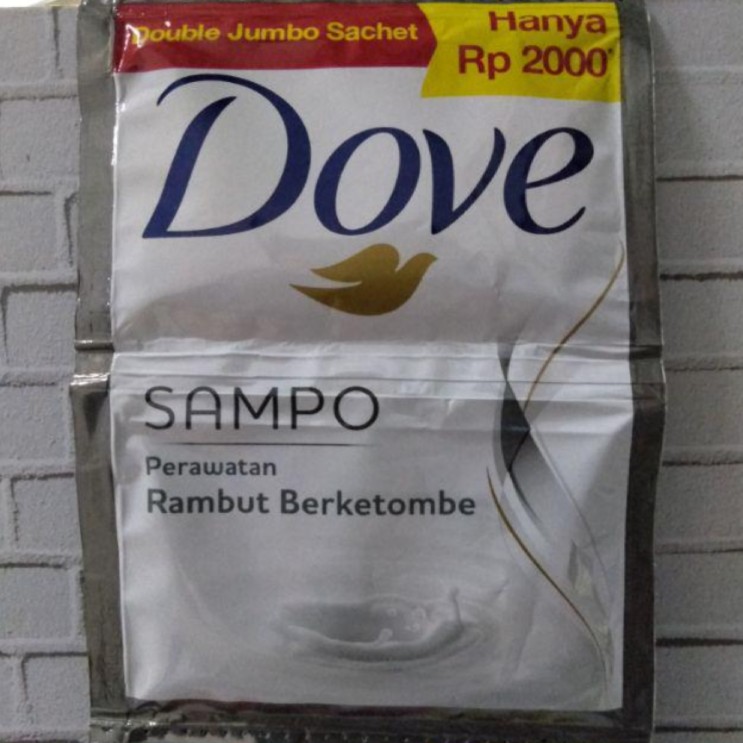 Double Jumbo Sachet
Hanya
Rp 2000*
Dove
SAMPO
Perawatan
Rambut Berketombe